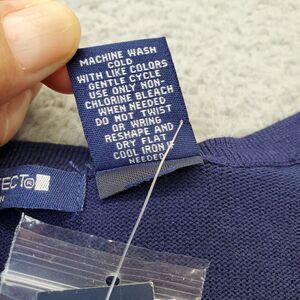 MACHINE WASH
COLD
WITH LIKE COLORS
GENTLE CYCLE
USE ONLY NON-
CHLORINE BLEACH
WHEN NEEDED
DO NOT TWIST
OR WRING
RESHAPE AND
DRY FLAT
COOL IRON IF
NEEDED